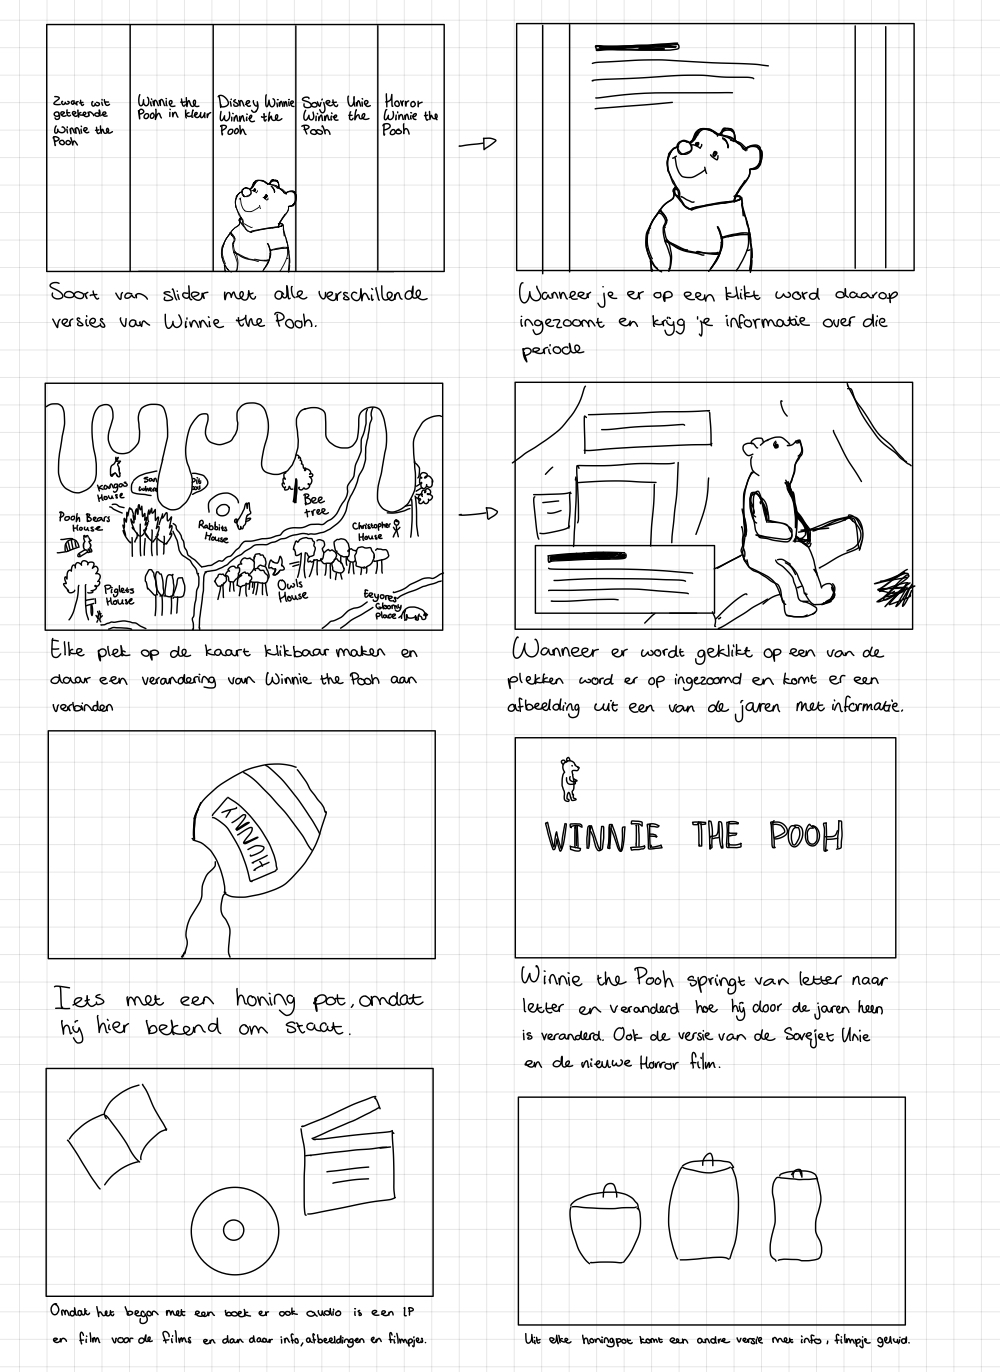 Zwart wit
getekende
Winnie the
Pooh
Winnie the
Pooh in kleur
Disney Winnie
Winnie the
Pooh
Sovjet Unie
Winnie the
Pooh
Horror
Winnie the
Pooh
Soort van slider met alle verschillende
versies van Winnie the Pooh.
Wanneer je er op een klikt word daarop
ingezoomt en krijg je informatie over die
periode
Kangas
House
San
Pit
Pooh Bears
House
Rabbits
House
Bee
tree
Christopher
House
Piglets
House
Owls
House
Eeyores
Gloomy
place
Elke plek op de kaart klikbaar maken en
daar een verandering van Winnie the Pooh aan
verbinden
Wanneer er wordt geklikt op een van de
plekken word er op ingezoomd en komt er een
afbeelding uit een van de jaren met informatie.
HUNNY
Iets met een honing pot, omdat
hij hier bekend om staat.
WINNIE THE POOH
Winnie the Pooh springt van letter naar
letter en veranderd hoe hij door de jaren heen
is veranderd. Ook de versie van de Sovejet Unie
en de nieuwe Horror film.
Omdat het begon met een boek er ook audio is een LP
en film voor de films en dan daar info, afbeeldingen en filmpjes.
Uit elke honingpot komt een andre versie met info, filmpje geluid.